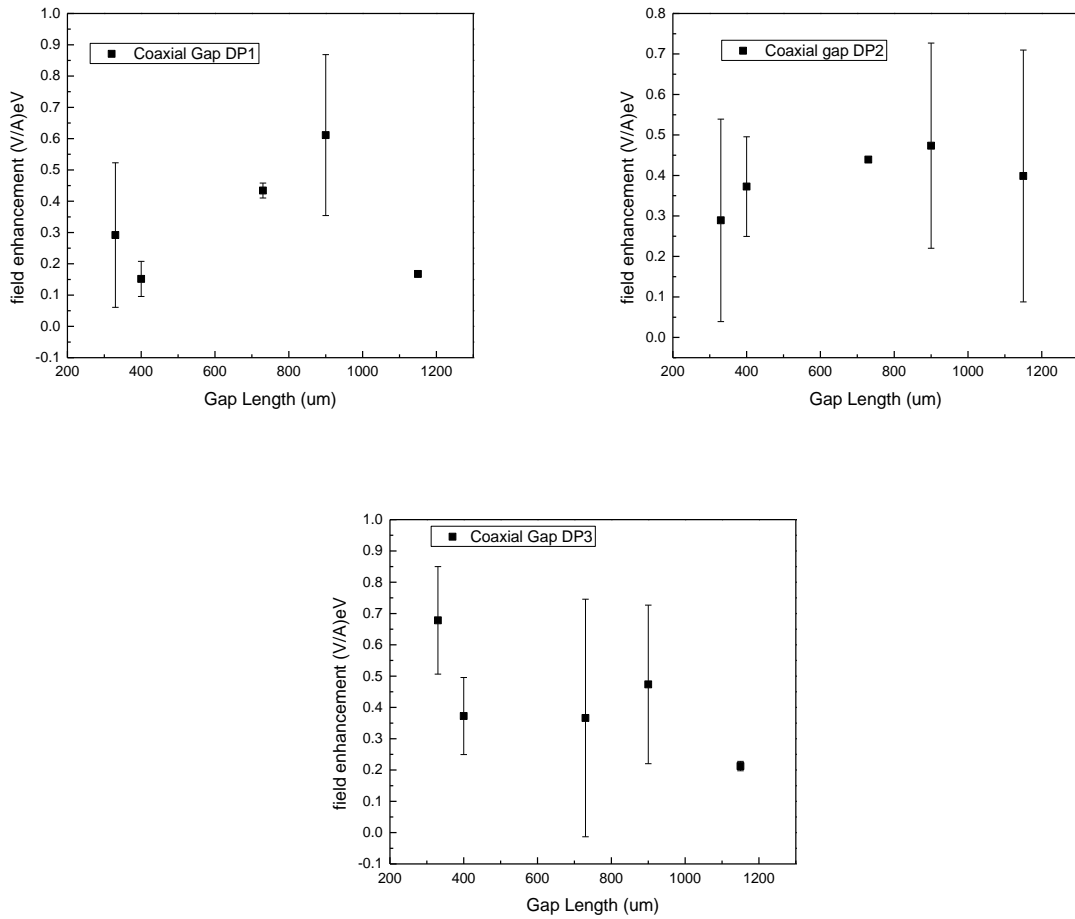 1.0
0.9
0.8
0.7
0.6
0.5
0.4
0.3
0.2
0.1
0.0
-0.1
200 400 600 800 1000 1200
Gap Length (um)
field enhancement (V/A)eV
Coaxial Gap DP1
0.8
0.7
0.6
0.5
0.4
0.3
0.2
0.1
0.0
200 400 600 800 1000 1200
Gap Length (um)
field enhancement (V/A)eV
Coaxial gap DP2
1.0
0.9
0.8
0.7
0.6
0.5
0.4
0.3
0.2
0.1
0.0
-0.1
200 400 600 800 1000 1200
Gap Length (um)
field enhancement (V/A)eV
Coaxial Gap DP3